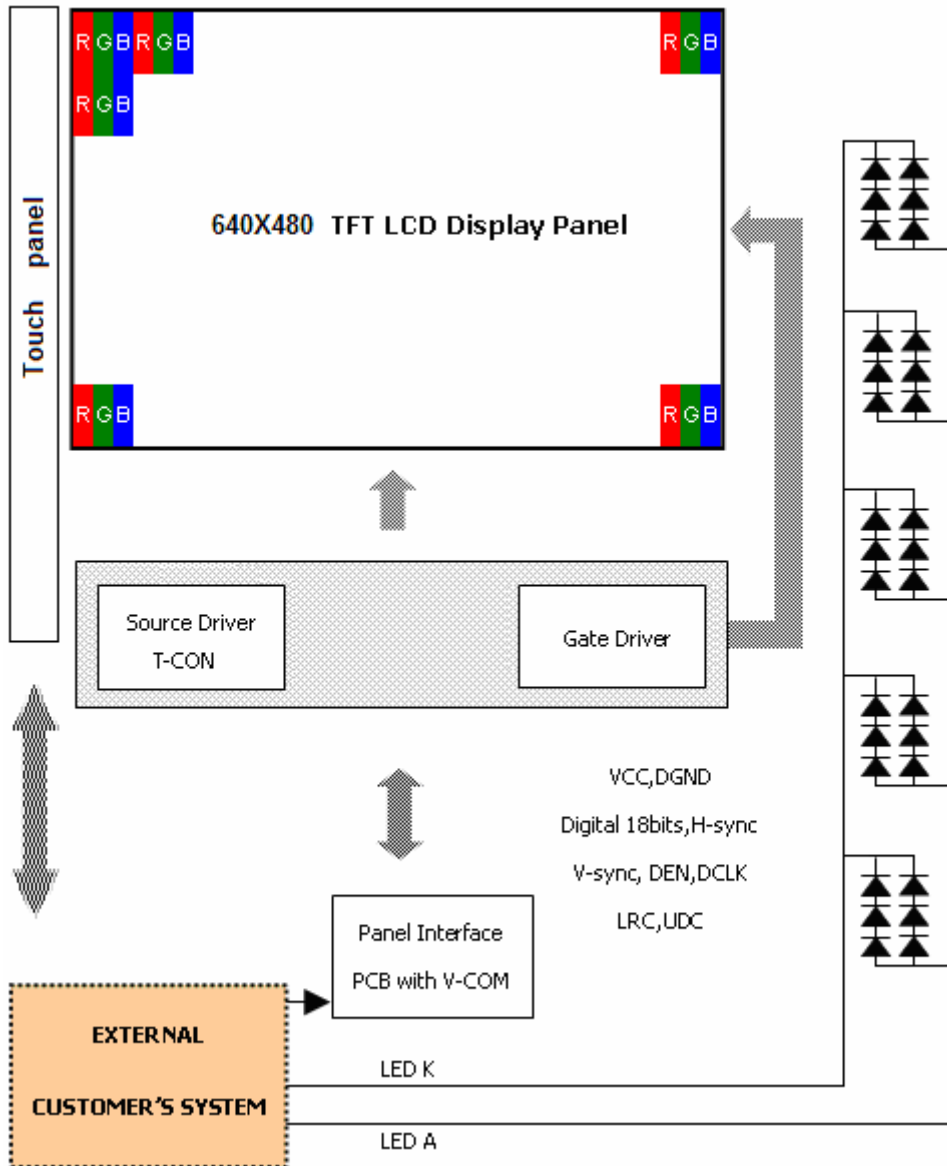 R G B R G B
R G B
R G B
640X480 TFT LCD Display Panel
Touch panel
R G B
R G B
Source Driver
T-CON
Gate Driver
VCC,DGND
Digital 18bits,H-sync
V-sync, DEN,DCLK
LRC,UDC
Panel Interface
PCB with V-COM
EXTERNAL
CUSTOMER'S SYSTEM
LED K
LED A